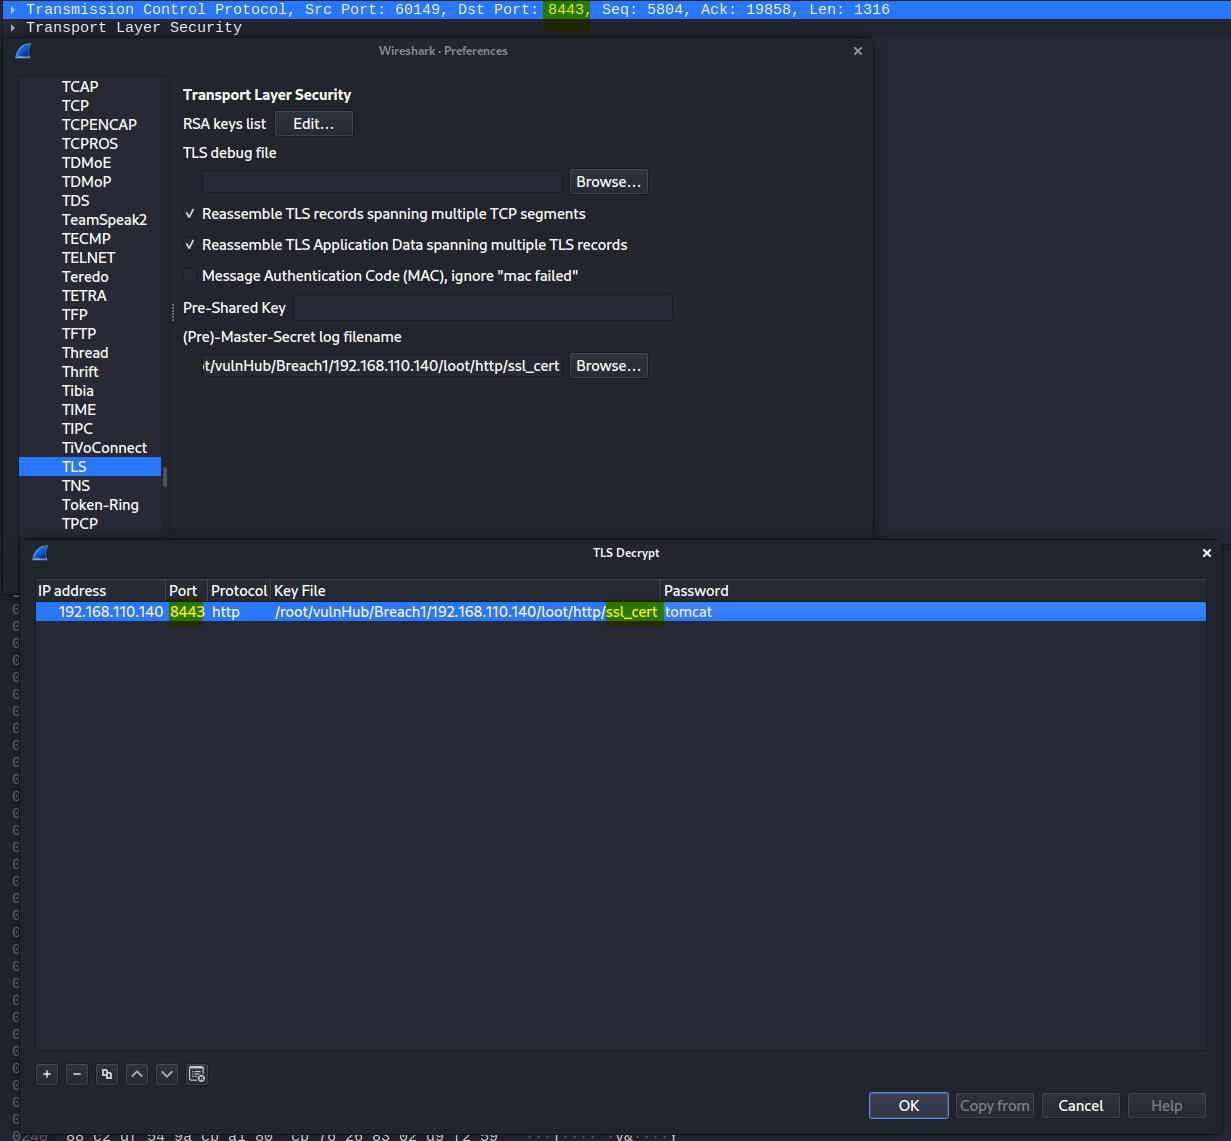 Transmission Control Protocol, Src Port: 60149, Dst Port: 8443, Seq: 5804, Ack: 19858, Len: 1316
Transport Layer Security
Wireshark · Preferences
TCAP
TCP
TCPENCAP
TCPROS
TDMoE
TDMoP
TDS
TeamSpeak2
TECMP
TELNET
Teredo
TETRA
TFP
TFTP
Thread
Thrift
Tibia
TIME
TIPC
TiVoConnect
TLS
TNS
Token-Ring
TPCP
Transport Layer Security
RSA keys list Edit…
TLS debug file
Browse…
Reassemble TLS records spanning multiple TCP segments
Reassemble TLS Application Data spanning multiple TLS records
Message Authentication Code (MAC), ignore "mac failed"
Pre-Shared Key
(Pre)-Master-Secret log filename
t/vulnHub/Breach1/192.168.110.140/loot/http/ssl_cert Browse…
TLS Decrypt
IP address Port Protocol Key File Password
192.168.110.140 8443 http /root/vulnHub/Breach1/192.168.110.140/loot/http/ssl_cert tomcat
OK Copy from Cancel Help